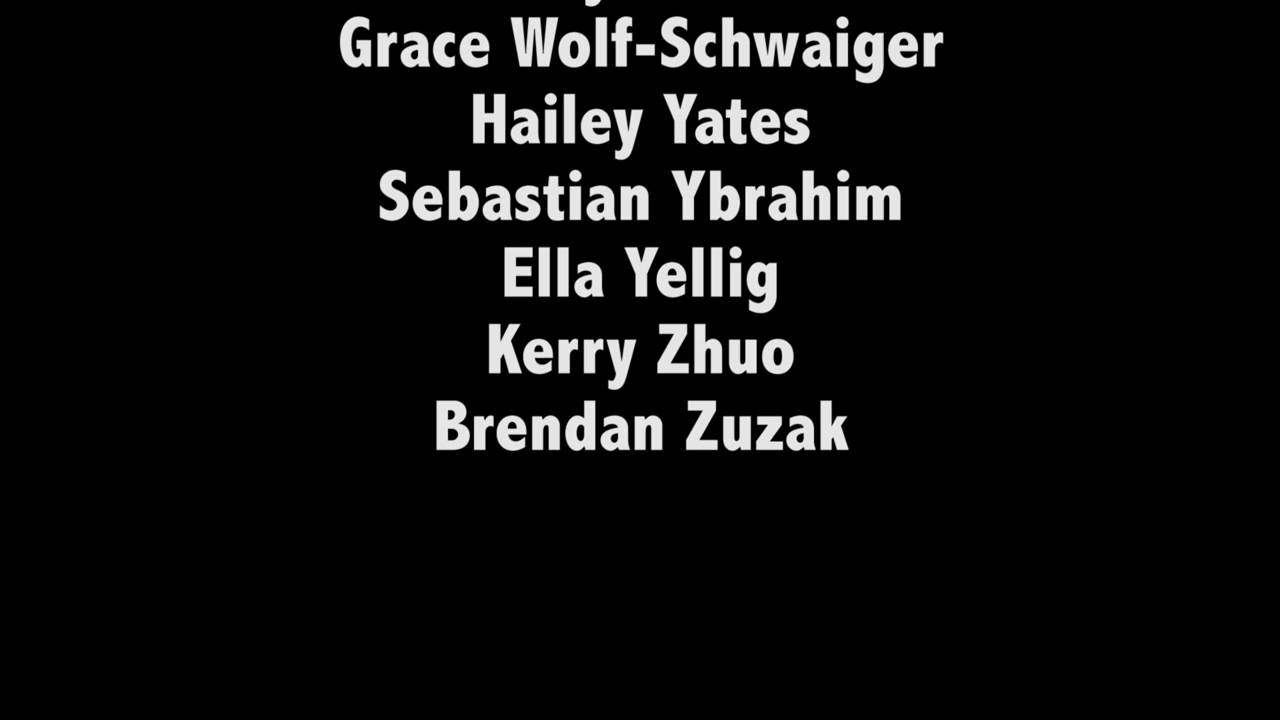 Grace Wolf-Schwaiger
Hailey Yates
Sebastian Ybrahim
Ella Yellig
Kerry Zhuo
Brendan Zuzak